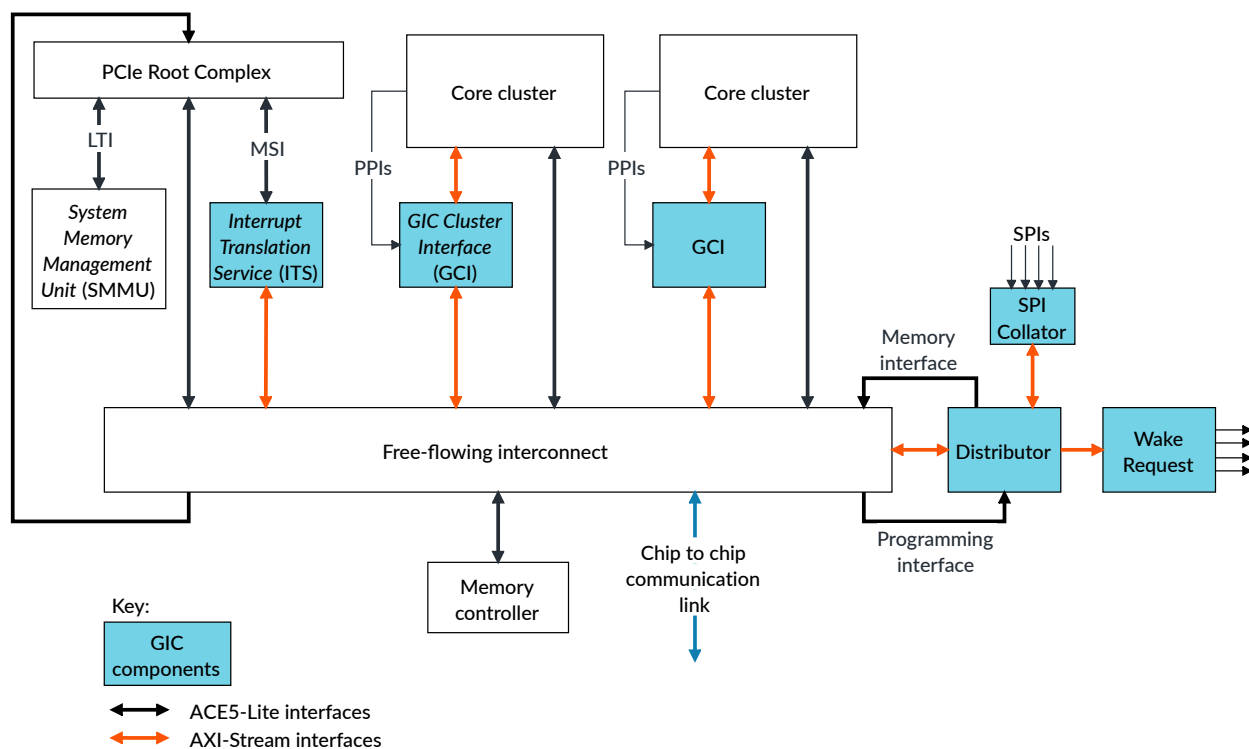 PCIe Root Complex
Core cluster
Core cluster
LTI
MSI
PPIs
PPIs
System
Memory
Management
Unit (SMMU)
Interrupt
Translation
Service (ITS)
GIC Cluster
Interface
(GCI)
GCI
SPIs
SPI
Collator
Memory
interface
Free-flowing interconnect
Distributor
Wake
Request
Programming
interface
Chip to chip
communication
link
Memory
controller
Key:
GIC
components
ACE5-Lite interfaces
AXI-Stream interfaces